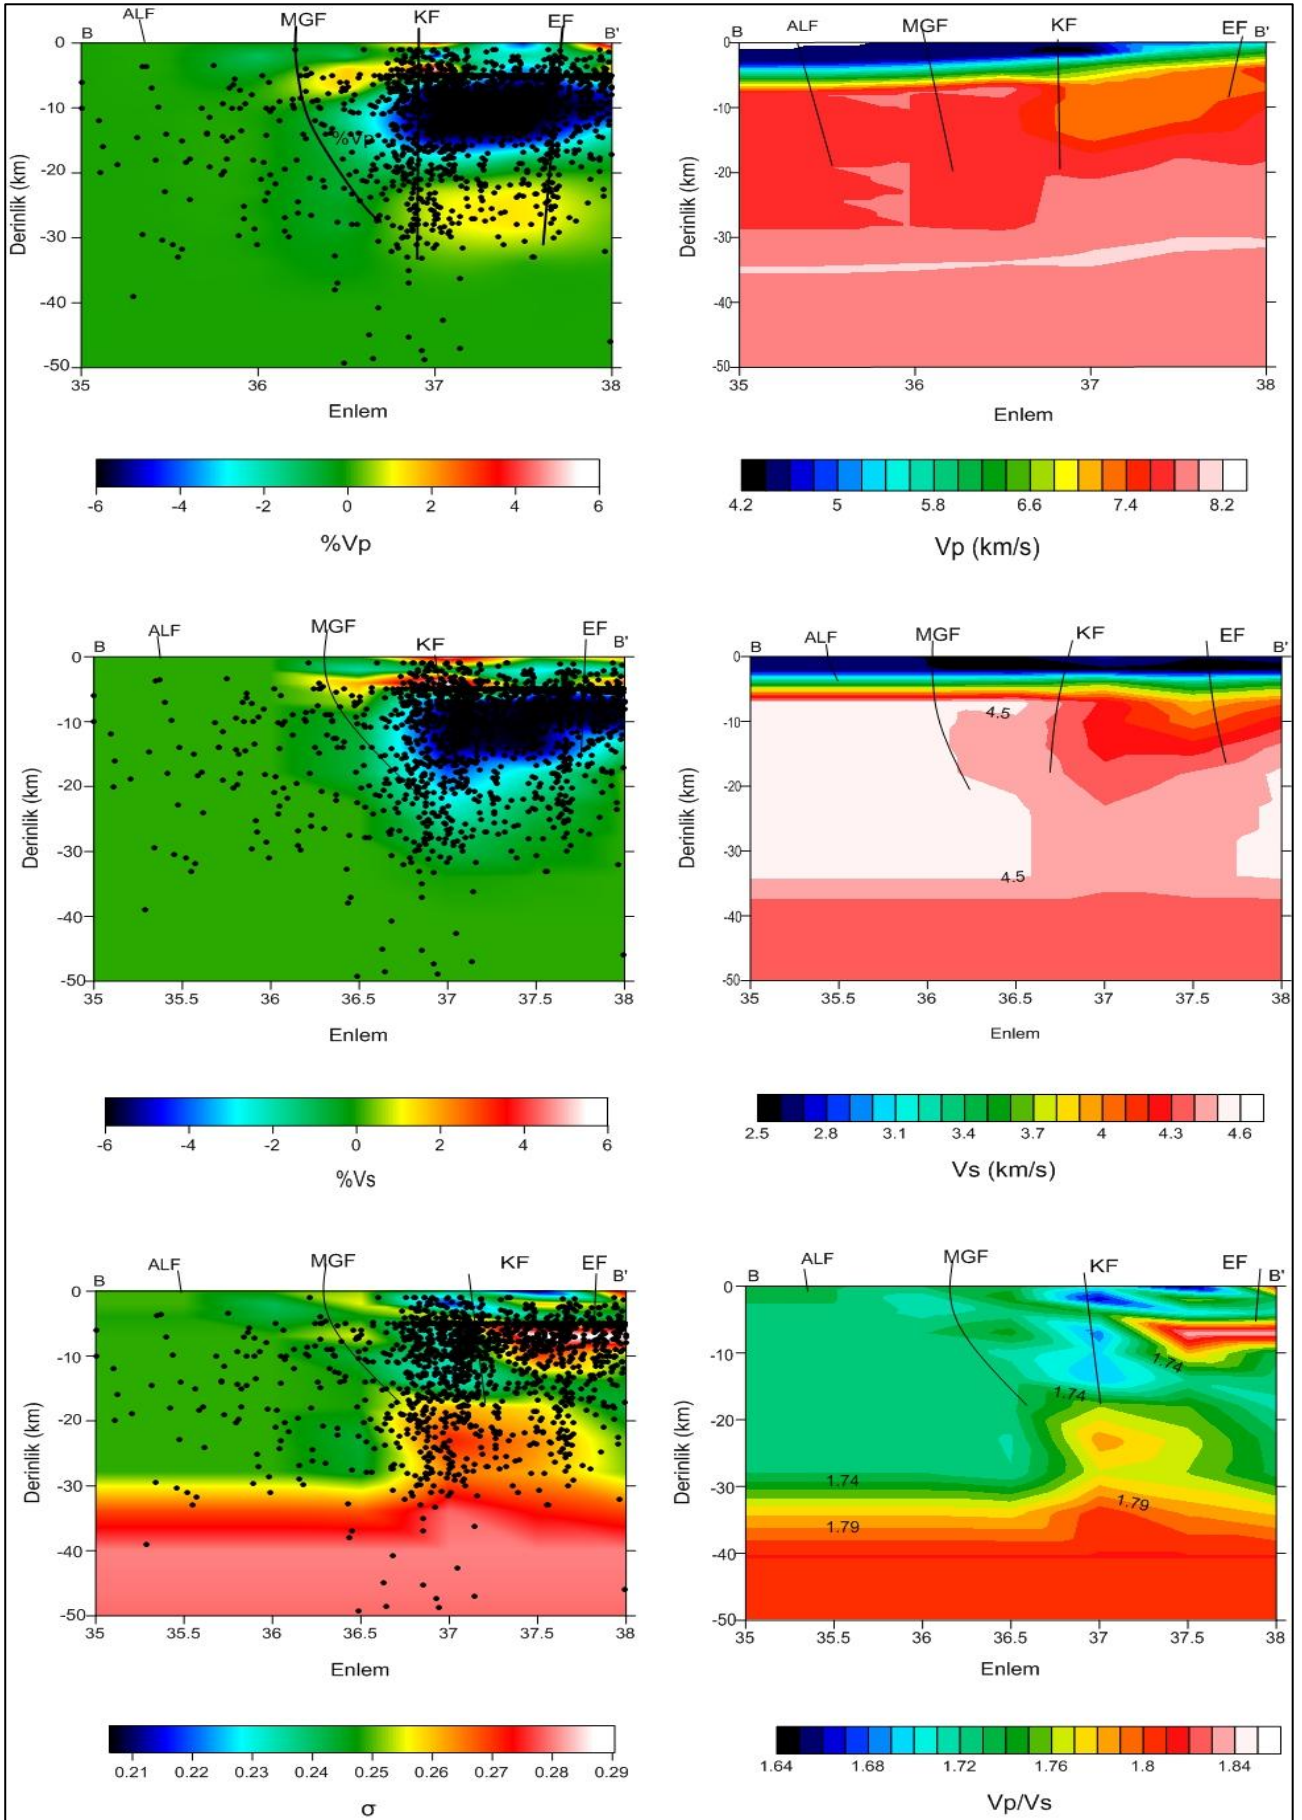 ALF MGF KF EF
B B'
0
-10
%Vp
-20
-30
-40
-50
Derinlik (km)
35 36 37 38
Enlem
-6 -4 -2 0 2 4 6
%Vp
B ALF MGF KF EF B'
0
-10
-20
-30
-40
-50
Derinlik (km)
35 36 37 38
Enlem
4.2 5 5.8 6.6 7.4 8.2
Vp (km/s)
B ALF MGF KF EF B'
0
-10
-20
-30
-40
-50
Derinlik (km)
35 35.5 36 36.5 37 37.5 38
Enlem
-6 -4 -2 0 2 4 6
%Vs
B ALF MGF KF EF B'
0
-10
4.5
-20
-30
4.5
-40
-50
Derinlik (km)
35 35.5 36 36.5 37 37.5 38
Enlem
2.5 2.8 3.1 3.4 3.7 4 4.3 4.6
Vs (km/s)
B ALF MGF KF EF B'
0
-10
-20
-30
-40
-50
Derinlik (km)
35 35.5 36 36.5 37 37.5 38
Enlem
0.21 0.22 0.23 0.24 0.25 0.26 0.27 0.28 0.29
σ
B ALF MGF KF EF B'
0
-10
1.74
1.74
-20
-30
1.74
1.79
1.79
-40
-50
Derinlik (km)
35 35.5 36 36.5 37 37.5 38
Enlem
1.64 1.68 1.72 1.76 1.8 1.84
Vp/Vs